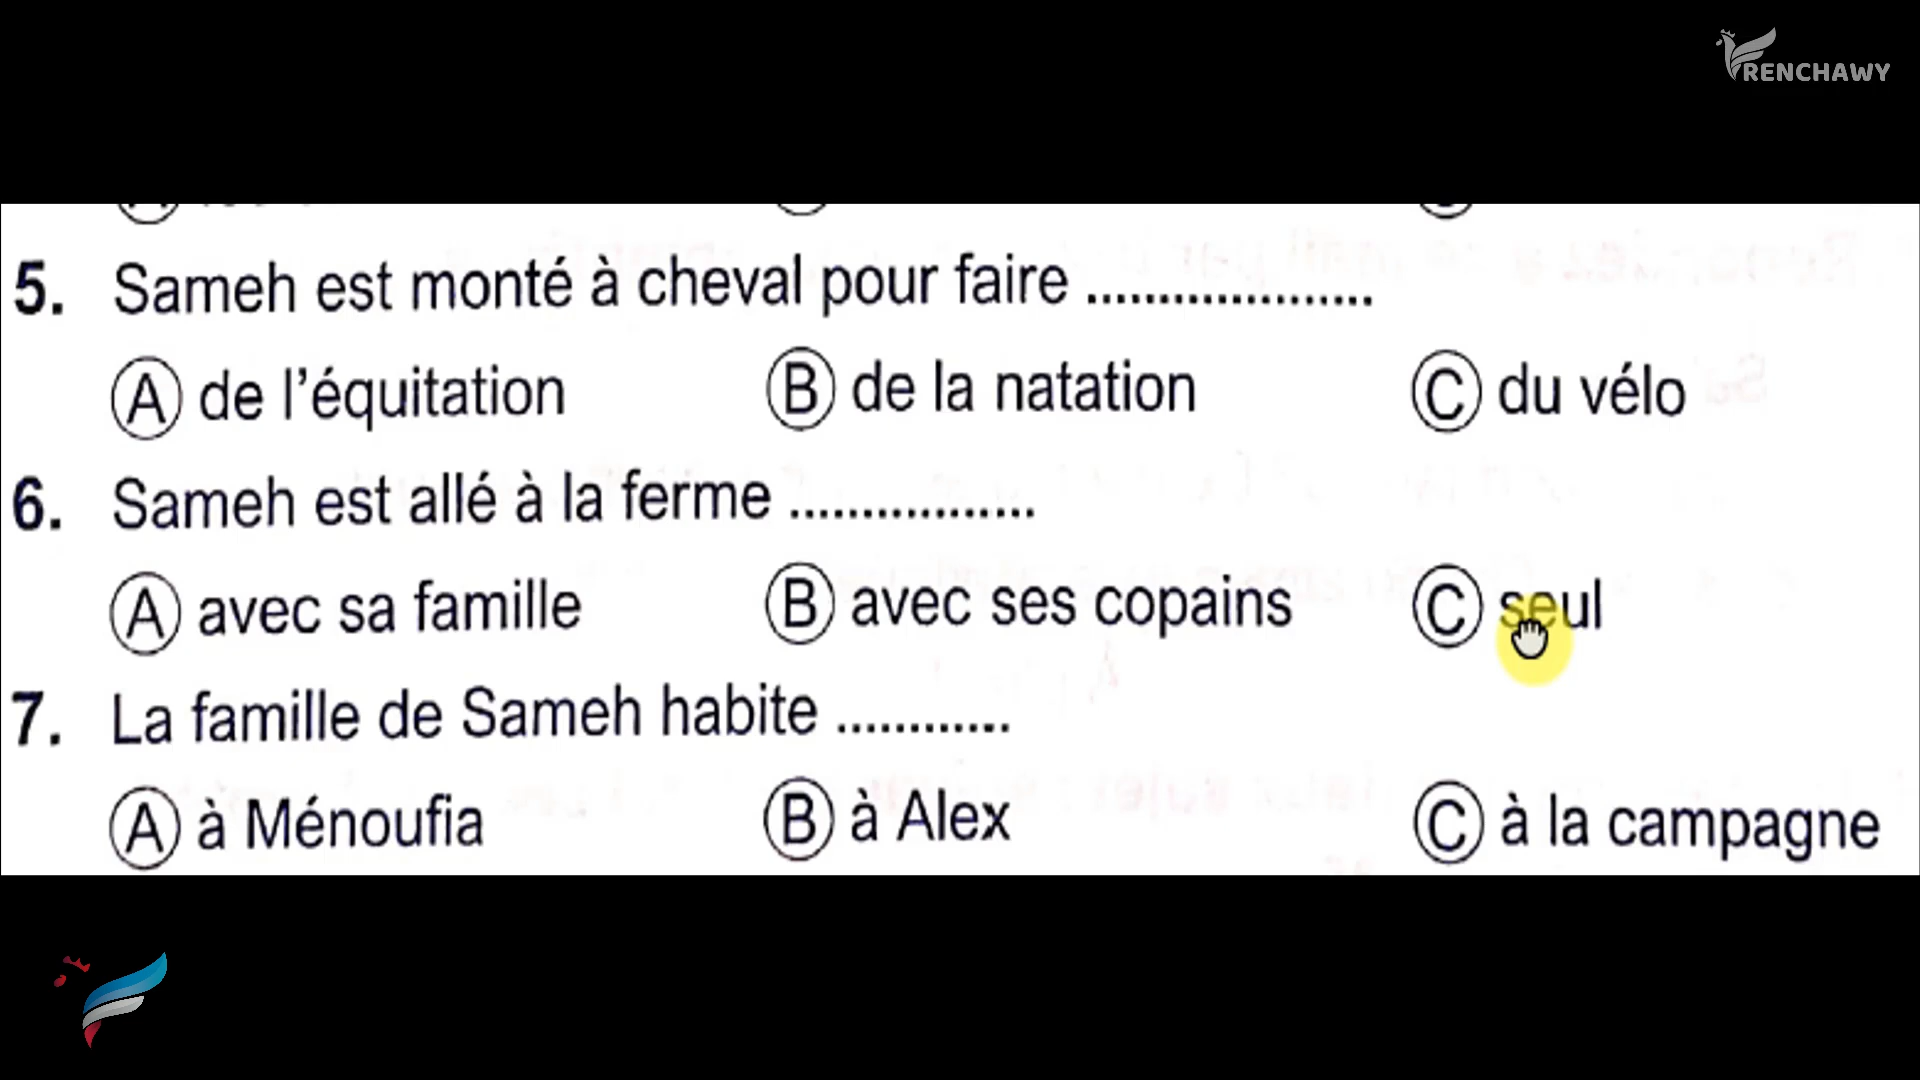 RENCHAWY
5. Sameh est monté à cheval pour faire ....................
A de l'équitation B de la natation C du vélo
6. Sameh est allé à la ferme .................
A avec sa famille B avec ses copains C seul
7. La famille de Sameh habite ............
A à Ménoufia B à Alex C à la campagne